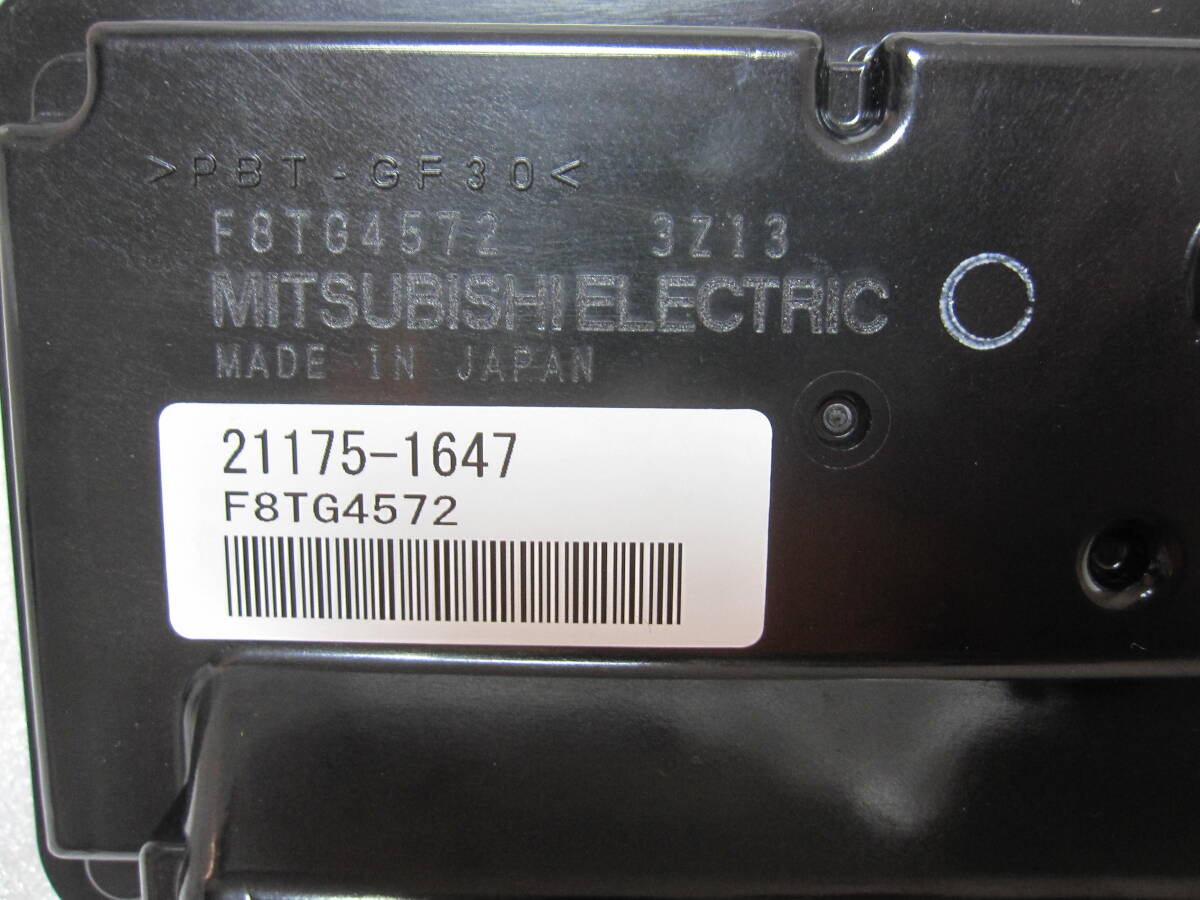 >PBT-GF30<
F8TG4572 3Z13
MITSUBISHI ELECTRIC
MADE IN JAPAN
21175-1647
F8TG4572